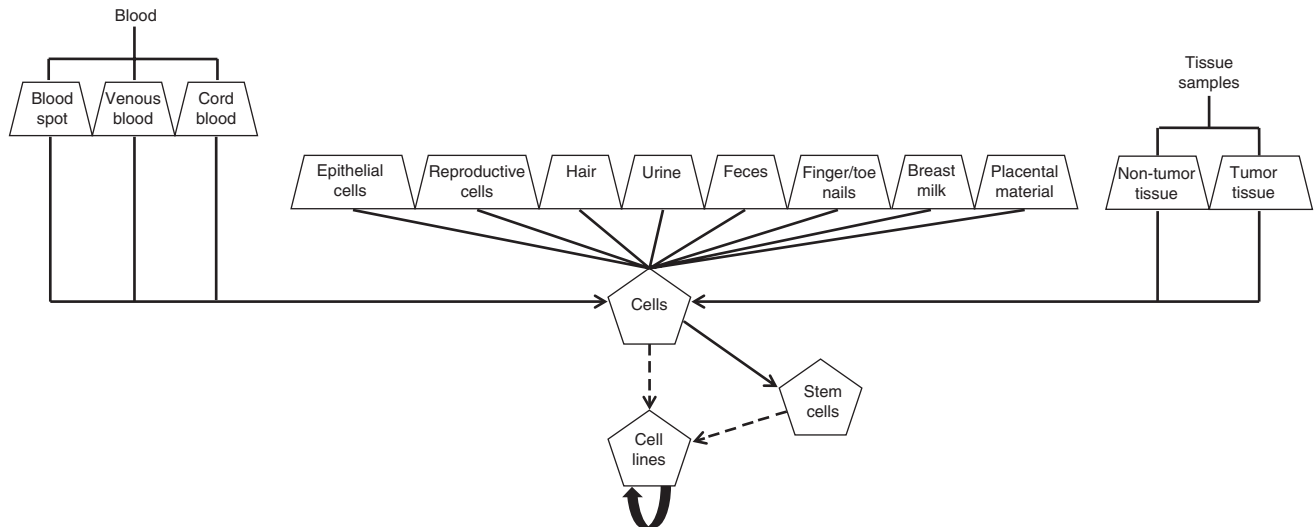 Blood
Blood
spot
Venous
blood
Cord
blood
Tissue
samples
Epithelial
cells
Reproductive
cells
Hair
Urine
Feces
Finger/toe
nails
Breast
milk
Placental
material
Non-tumor
tissue
Tumor
tissue
Cells
Stem
cells
Cell
lines